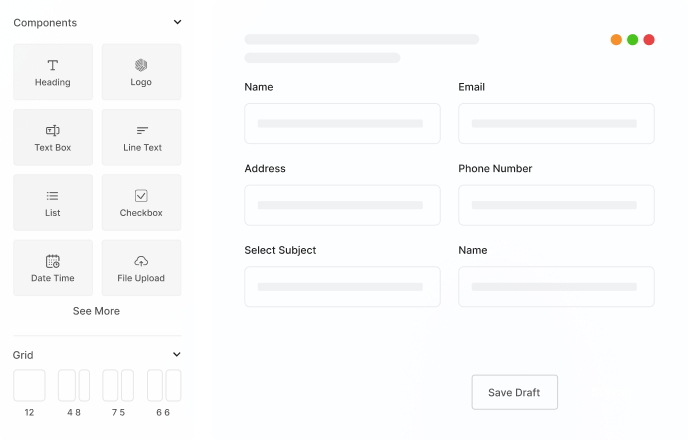 Components
Heading
Logo
Text Box
Line Text
List
Checkbox
Date Time
File Upload
See More
Grid
12
4 8
7 5
6 6
Name
Email
Address
Phone Number
Select Subject
Name
Save Draft